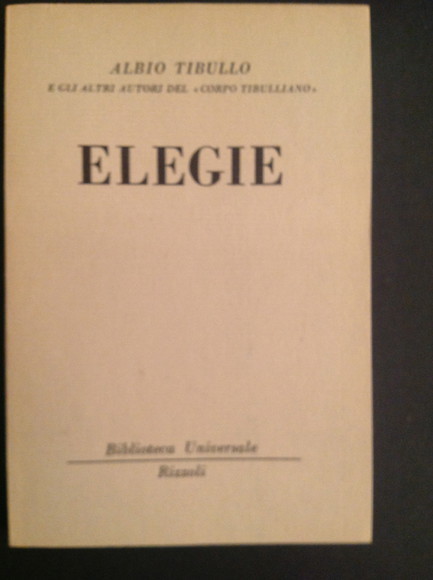 ALBIO TIBULLO
E GLI ALTRI AUTORI DEL «CORPO TIBULLIANO»
ELEGIE
Biblioteca Universale
Rizzoli